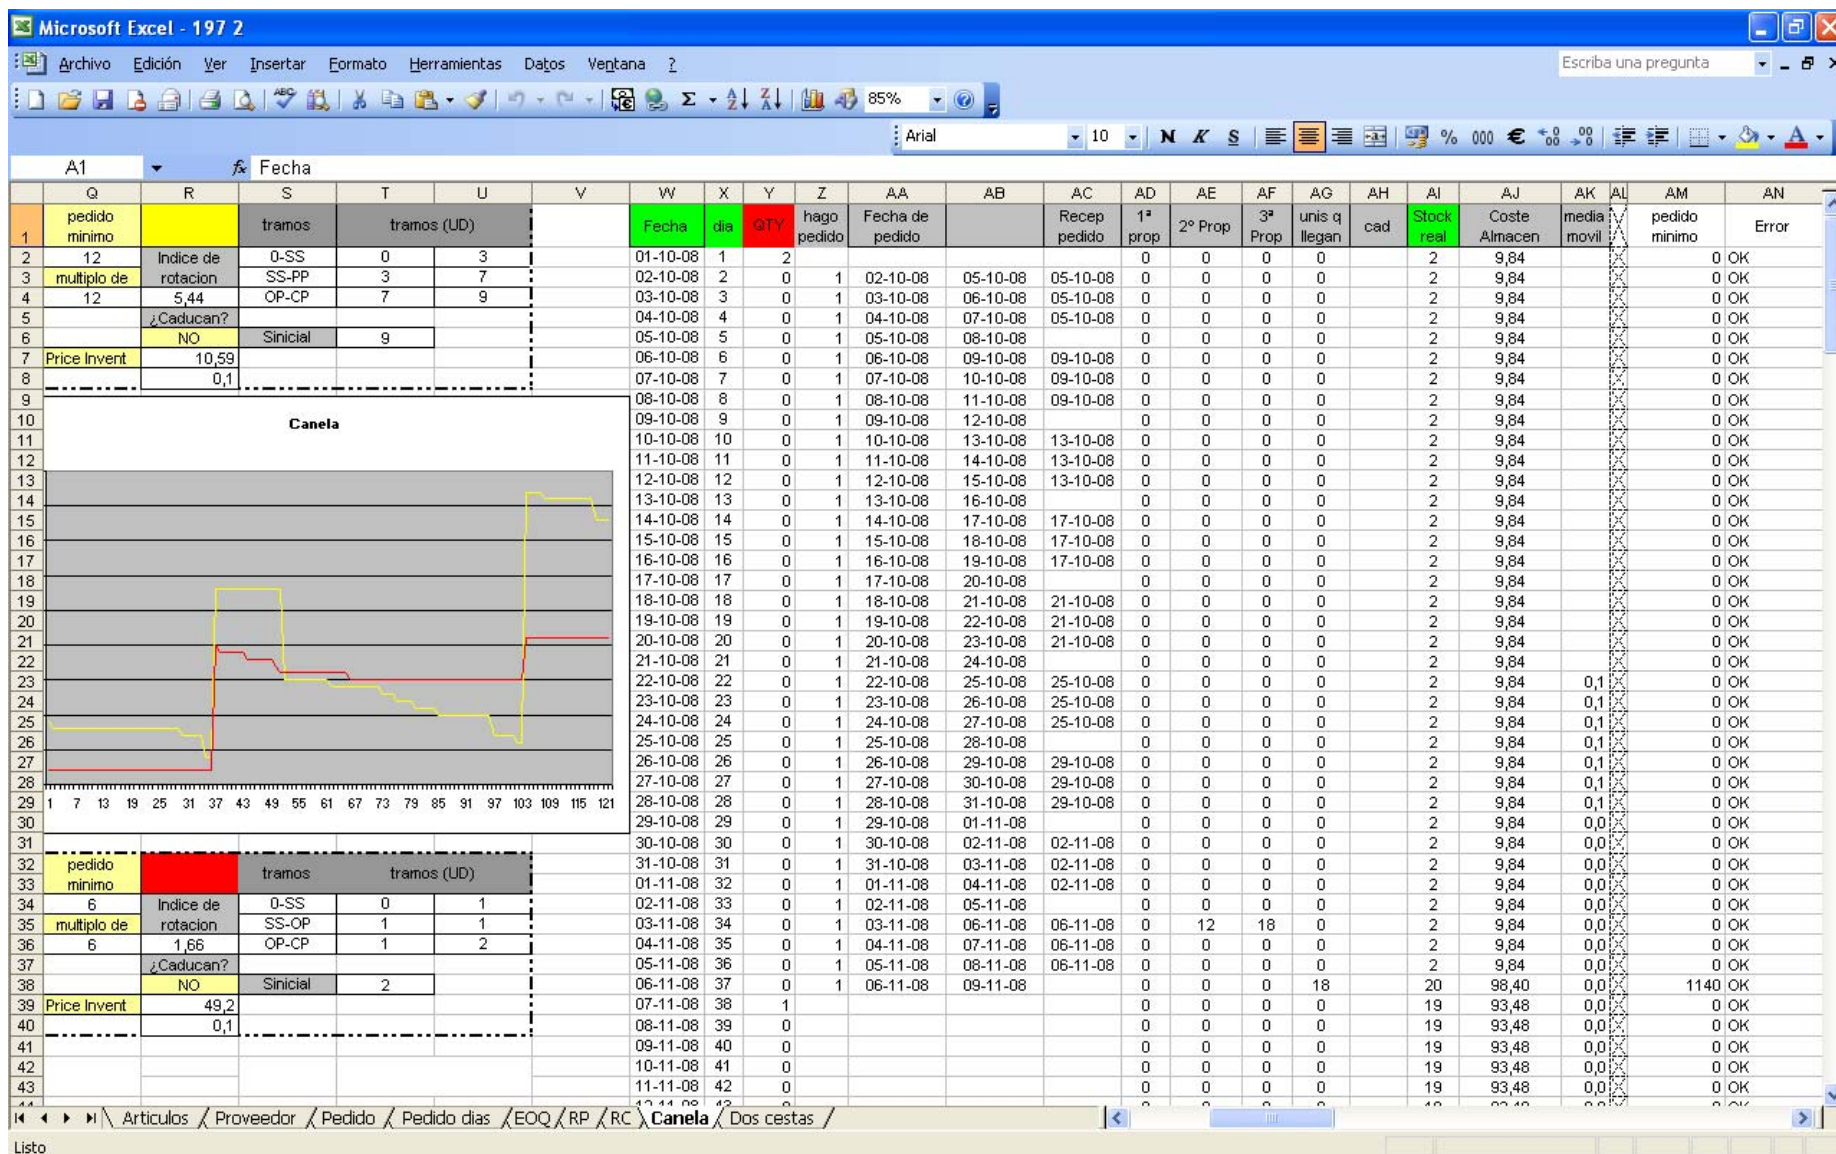 Microsoft Excel - 197 2
Archivo Edición Ver Insertar Formato Herramientas Datos Ventana ? Escriba una pregunta
85%
Arial 10 N K S % 000 €
A1 fx Fecha
Q R S T U V W X Y Z AA AB AC AD AE AF AG AH AI AJ AK AL AM AN
1 pedido minimo tramos tramos (UD) Fecha dia QTY hago pedido Fecha de pedido Recep pedido 1ª prop 2º Prop 3ª Prop unis q llegan cad Stock real Coste Almacen media movil pedido minimo Error
2 12 Indice de 0-SS 0 3 01-10-08 1 2 0 0 0 0 2 9,84 0 OK
3 multiplo de rotacion SS-PP 3 7 02-10-08 2 0 1 02-10-08 05-10-08 05-10-08 0 0 0 0 2 9,84 0 OK
4 12 5,44 OP-CP 7 9 03-10-08 3 0 1 03-10-08 06-10-08 05-10-08 0 0 0 0 2 9,84 0 OK
5 ¿Caducan? 04-10-08 4 0 1 04-10-08 07-10-08 05-10-08 0 0 0 0 2 9,84 0 OK
6 NO Sinicial 9 05-10-08 5 0 1 05-10-08 08-10-08 0 0 0 0 2 9,84 0 OK
7 Price Invent 10,59 06-10-08 6 0 1 06-10-08 09-10-08 09-10-08 0 0 0 0 2 9,84 0 OK
8 0,1 07-10-08 7 0 1 07-10-08 10-10-08 09-10-08 0 0 0 0 2 9,84 0 OK
9 08-10-08 8 0 1 08-10-08 11-10-08 09-10-08 0 0 0 0 2 9,84 0 OK
10 Canela 09-10-08 9 0 1 09-10-08 12-10-08 0 0 0 0 2 9,84 0 OK
11 10-10-08 10 0 1 10-10-08 13-10-08 13-10-08 0 0 0 0 2 9,84 0 OK
12 11-10-08 11 0 1 11-10-08 14-10-08 13-10-08 0 0 0 0 2 9,84 0 OK
13 12-10-08 12 0 1 12-10-08 15-10-08 13-10-08 0 0 0 0 2 9,84 0 OK
14 13-10-08 13 0 1 13-10-08 16-10-08 0 0 0 0 2 9,84 0 OK
15 14-10-08 14 0 1 14-10-08 17-10-08 17-10-08 0 0 0 0 2 9,84 0 OK
16 15-10-08 15 0 1 15-10-08 18-10-08 17-10-08 0 0 0 0 2 9,84 0 OK
17 16-10-08 16 0 1 16-10-08 19-10-08 17-10-08 0 0 0 0 2 9,84 0 OK
18 17-10-08 17 0 1 17-10-08 20-10-08 0 0 0 0 2 9,84 0 OK
19 18-10-08 18 0 1 18-10-08 21-10-08 21-10-08 0 0 0 0 2 9,84 0 OK
20 19-10-08 19 0 1 19-10-08 22-10-08 21-10-08 0 0 0 0 2 9,84 0 OK
21 20-10-08 20 0 1 20-10-08 23-10-08 21-10-08 0 0 0 0 2 9,84 0 OK
22 21-10-08 21 0 1 21-10-08 24-10-08 0 0 0 0 2 9,84 0 OK
23 22-10-08 22 0 1 22-10-08 25-10-08 25-10-08 0 0 0 0 2 9,84 0,1 0 OK
24 23-10-08 23 0 1 23-10-08 26-10-08 25-10-08 0 0 0 0 2 9,84 0,1 0 OK
25 24-10-08 24 0 1 24-10-08 27-10-08 25-10-08 0 0 0 0 2 9,84 0,1 0 OK
26 25-10-08 25 0 1 25-10-08 28-10-08 0 0 0 0 2 9,84 0,1 0 OK
27 26-10-08 26 0 1 26-10-08 29-10-08 29-10-08 0 0 0 0 2 9,84 0,1 0 OK
28 27-10-08 27 0 1 27-10-08 30-10-08 29-10-08 0 0 0 0 2 9,84 0,1 0 OK
29 1 7 13 19 25 31 37 43 49 55 61 67 73 79 85 91 97 103 109 115 121 28-10-08 28 0 1 28-10-08 31-10-08 29-10-08 0 0 0 0 2 9,84 0,1 0 OK
30 29-10-08 29 0 1 29-10-08 01-11-08 0 0 0 0 2 9,84 0,0 0 OK
31 30-10-08 30 0 1 30-10-08 02-11-08 02-11-08 0 0 0 0 2 9,84 0,0 0 OK
32 pedido tramos tramos (UD) 31-10-08 31 0 1 31-10-08 03-11-08 02-11-08 0 0 0 0 2 9,84 0,0 0 OK
33 minimo 01-11-08 32 0 1 01-11-08 04-11-08 02-11-08 0 0 0 0 2 9,84 0,0 0 OK
34 6 Indice de 0-SS 0 1 02-11-08 33 0 1 02-11-08 05-11-08 0 0 0 0 2 9,84 0,0 0 OK
35 multiplo de rotacion SS-OP 1 1 03-11-08 34 0 1 03-11-08 06-11-08 06-11-08 0 12 18 0 2 9,84 0,0 0 OK
36 6 1,66 OP-CP 1 2 04-11-08 35 0 1 04-11-08 07-11-08 06-11-08 0 0 0 0 2 9,84 0,0 0 OK
37 ¿Caducan? 05-11-08 36 0 1 05-11-08 08-11-08 06-11-08 0 0 0 0 2 9,84 0,0 0 OK
38 NO Sinicial 2 06-11-08 37 0 1 06-11-08 09-11-08 0 0 0 18 20 98,40 0,0 1140 OK
39 Price Invent 49,2 07-11-08 38 1 0 0 0 0 19 93,48 0,0 0 OK
40 0,1 08-11-08 39 0 0 0 0 0 19 93,48 0,0 0 OK
41 09-11-08 40 0 0 0 0 0 19 93,48 0,0 0 OK
42 10-11-08 41 0 0 0 0 0 19 93,48 0,0 0 OK
43 11-11-08 42 0 0 0 0 0 19 93,48 0,0 0 OK
Articulos / Proveedor / Pedido / Pedido dias / EOQ / RP / RC \ Canela / Dos cestas /
Listo